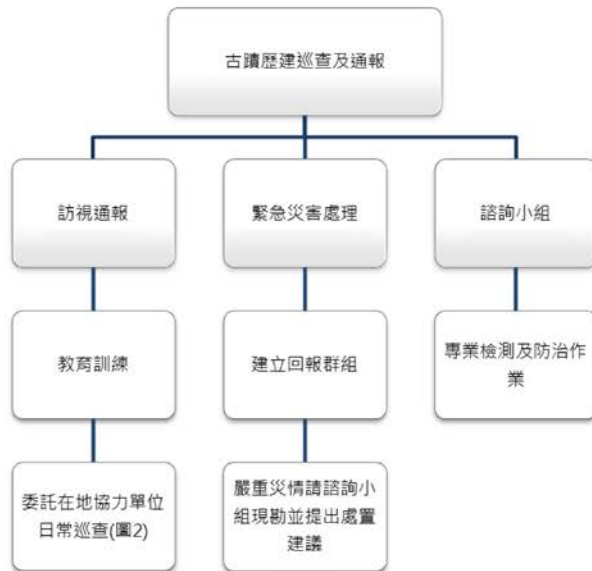 古蹟歷建巡查及通報
訪視通報
緊急災害處理
諮詢小組
教育訓練
建立回報群組
專業檢測及防治作
業
委託在地協力單位
日常巡查(圖2)
嚴重災情請諮詢小
組現勘並提出處置
建議